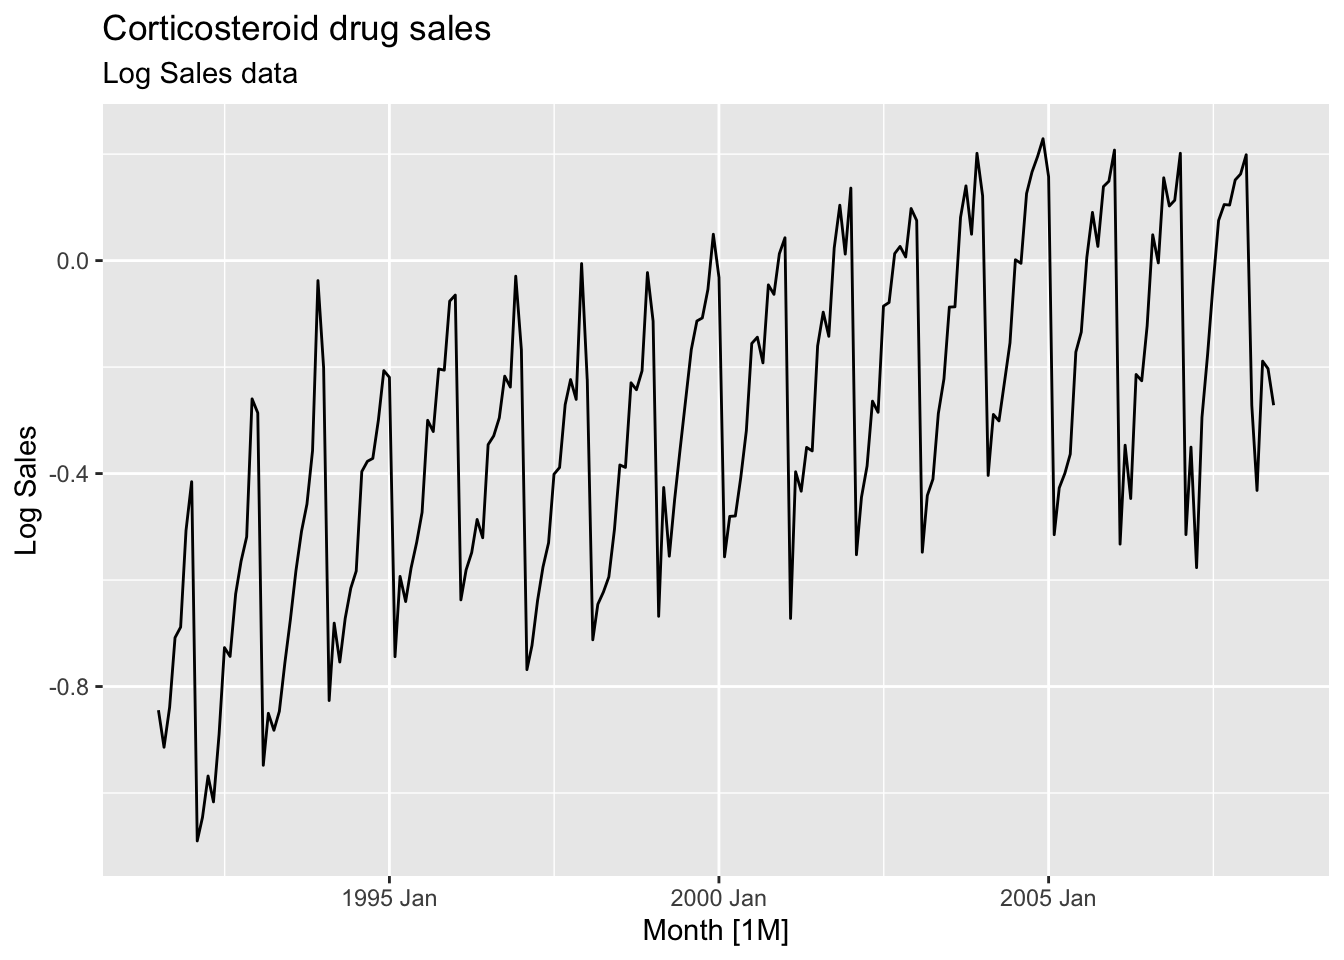 Corticosteroid drug sales
Log Sales data
Log Sales
0.0
-0.4
-0.8
1995 Jan
2000 Jan
2005 Jan
Month [1M]